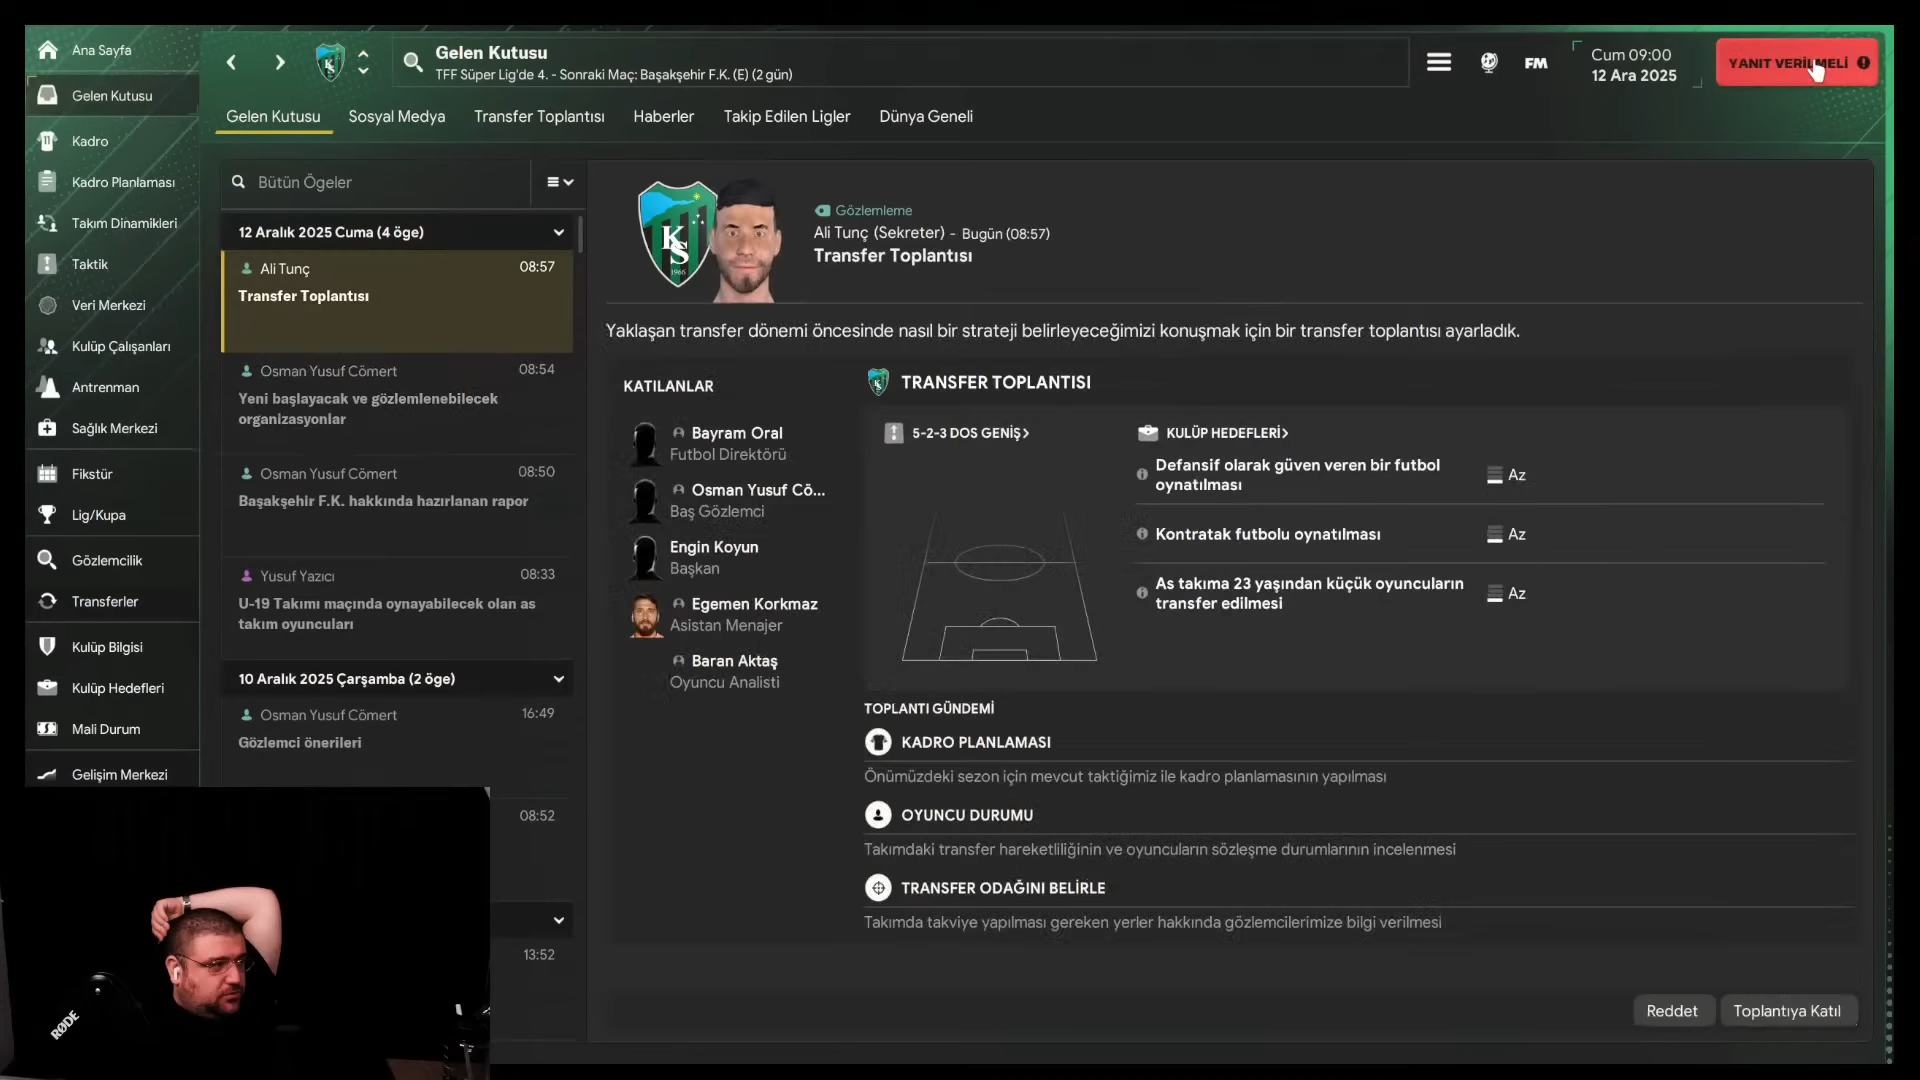 Ana Sayfa
Gelen Kutusu
Kadro
Kadro Planlaması
Takım Dinamikleri
Taktik
Veri Merkezi
Kulüp Çalışanları
Antrenman
Sağlık Merkezi
Fikstür
Lig/Kupa
Gözlemcilik
Transferler
Kulüp Bilgisi
Kulüp Hedefleri
Mali Durum
Gelişim Merkezi
Gelen Kutusu
TFF Süper Lig'de 4. - Sonraki Maç: Başakşehir F.K. (E) (2 gün)
FM
Cum 09:00
12 Ara 2025
YANIT VERİLMELİ
Gelen Kutusu
Sosyal Medya
Transfer Toplantısı
Haberler
Takip Edilen Ligler
Dünya Geneli
Bütün Ögeler
12 Aralık 2025 Cuma (4 öge)
Ali Tunç 08:57
Transfer Toplantısı
Osman Yusuf Cömert 08:54
Yeni başlayacak ve gözlemlenebilecek
organizasyonlar
Osman Yusuf Cömert 08:50
Başakşehir F.K. hakkında hazırlanan rapor
Yusuf Yazıcı 08:33
U-19 Takımı maçında oynayabilecek olan as
takım oyuncuları
10 Aralık 2025 Çarşamba (2 öge)
Osman Yusuf Cömert 16:49
Gözlemci önerileri
08:52
13:52
KS
1966
Gözlemleme
Ali Tunç (Sekreter) - Bugün (08:57)
Transfer Toplantısı
Yaklaşan transfer dönemi öncesinde nasıl bir strateji belirleyeceğimizi konuşmak için bir transfer toplantısı ayarladık.
KATILANLAR
Bayram Oral
Futbol Direktörü
Osman Yusuf Cö...
Baş Gözlemci
Engin Koyun
Başkan
Egemen Korkmaz
Asistan Menajer
Baran Aktaş
Oyuncu Analisti
TRANSFER TOPLANTISI
5-2-3 DOS GENİŞ>
KULÜP HEDEFLERİ>
Defansif olarak güven veren bir futbol
oynatılması
Az
Kontratak futbolu oynatılması
Az
As takıma 23 yaşından küçük oyuncuların
transfer edilmesi
Az
TOPLANTI GÜNDEMİ
KADRO PLANLAMASI
Önümüzdeki sezon için mevcut taktiğimiz ile kadro planlamasının yapılması
OYUNCU DURUMU
Takımdaki transfer hareketliliğinin ve oyuncuların sözleşme durumlarının incelenmesi
TRANSFER ODAĞINI BELİRLE
Takımda takviye yapılması gereken yerler hakkında gözlemcilerimize bilgi verilmesi
Reddet
Toplantıya Katıl
RØDE